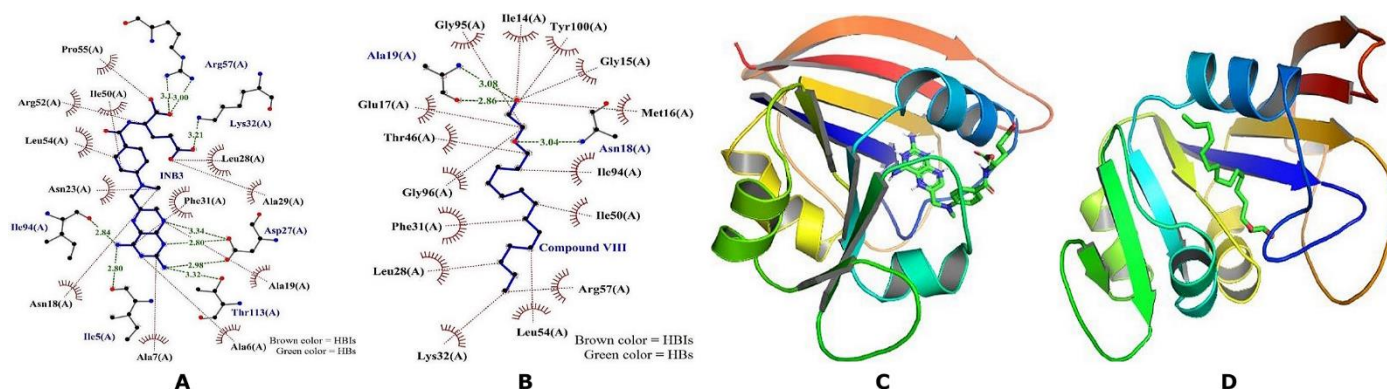 Pro55(A)
Arg57(A)
Ile50(A)
Arg52(A)
3.00
Lys32(A)
3.21
Leu54(A)
Leu28(A)
INB3
Asn23(A)
Phe31(A)
Ala29(A)
Ile94(A)
3.34
Asp27(A)
2.84
2.80
2.98
2.80
3.32
Ala19(A)
Asn18(A)
Thr113(A)
Ile5(A)
Ala6(A)
Ala7(A)
Brown color = HBIs
Green color = HBs
A
Ile14(A)
Gly95(A)
Tyr100(A)
Ala19(A)
Gly15(A)
3.08
2.86
Glu17(A)
Met16(A)
Thr46(A)
3.04
Asn18(A)
Ile94(A)
Gly96(A)
Ile50(A)
Phe31(A)
Compound VIII
Leu28(A)
Arg57(A)
Leu54(A)
Lys32(A)
Brown color = HBIs
Green color = HBs
B
C
D